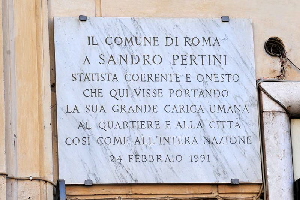 IL COMUNE DI ROMA
A SANDRO PERTINI
STATISTA COERENTE E ONESTO
CHE QUI VISSE PORTANDO
LA SUA GRANDE CARICA UMANA
AL QUARTIERE E ALLA CITTÀ
COSÌ COME ALL'INTERA NAZIONE
24 FEBBRAIO 1991